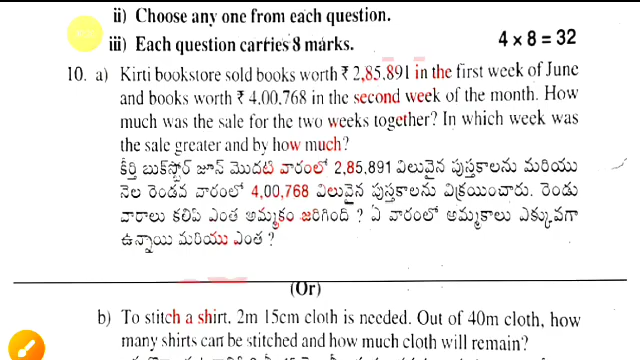 ii) Choose any one from each question.
iii) Each question carries 8 marks. 4 × 8 = 32
10. a) Kirti bookstore sold books worth ₹ 2,85,891 in the first week of June
and books worth ₹ 4,00,768 in the second week of the month. How
much was the sale for the two weeks together? In which week was
the sale greater and by how much?
కీర్తి బుక్‌స్టోర్ జూన్ మొదటి వారంలో 2,85,891 విలువైన పుస్తకాలను మరియు
నెల రెండవ వారంలో 4,00,768 విలువైన పుస్తకాలను విక్రయించారు. రెండు
వారాలు కలిపి ఎంత అమ్మకం జరిగింది ? ఏ వారంలో అమ్మకాలు ఎక్కువగా
ఉన్నాయి మరియు ఎంత ?
(Or)
b) To stitch a shirt, 2m 15cm cloth is needed. Out of 40m cloth, how
many shirts can be stitched and how much cloth will remain?